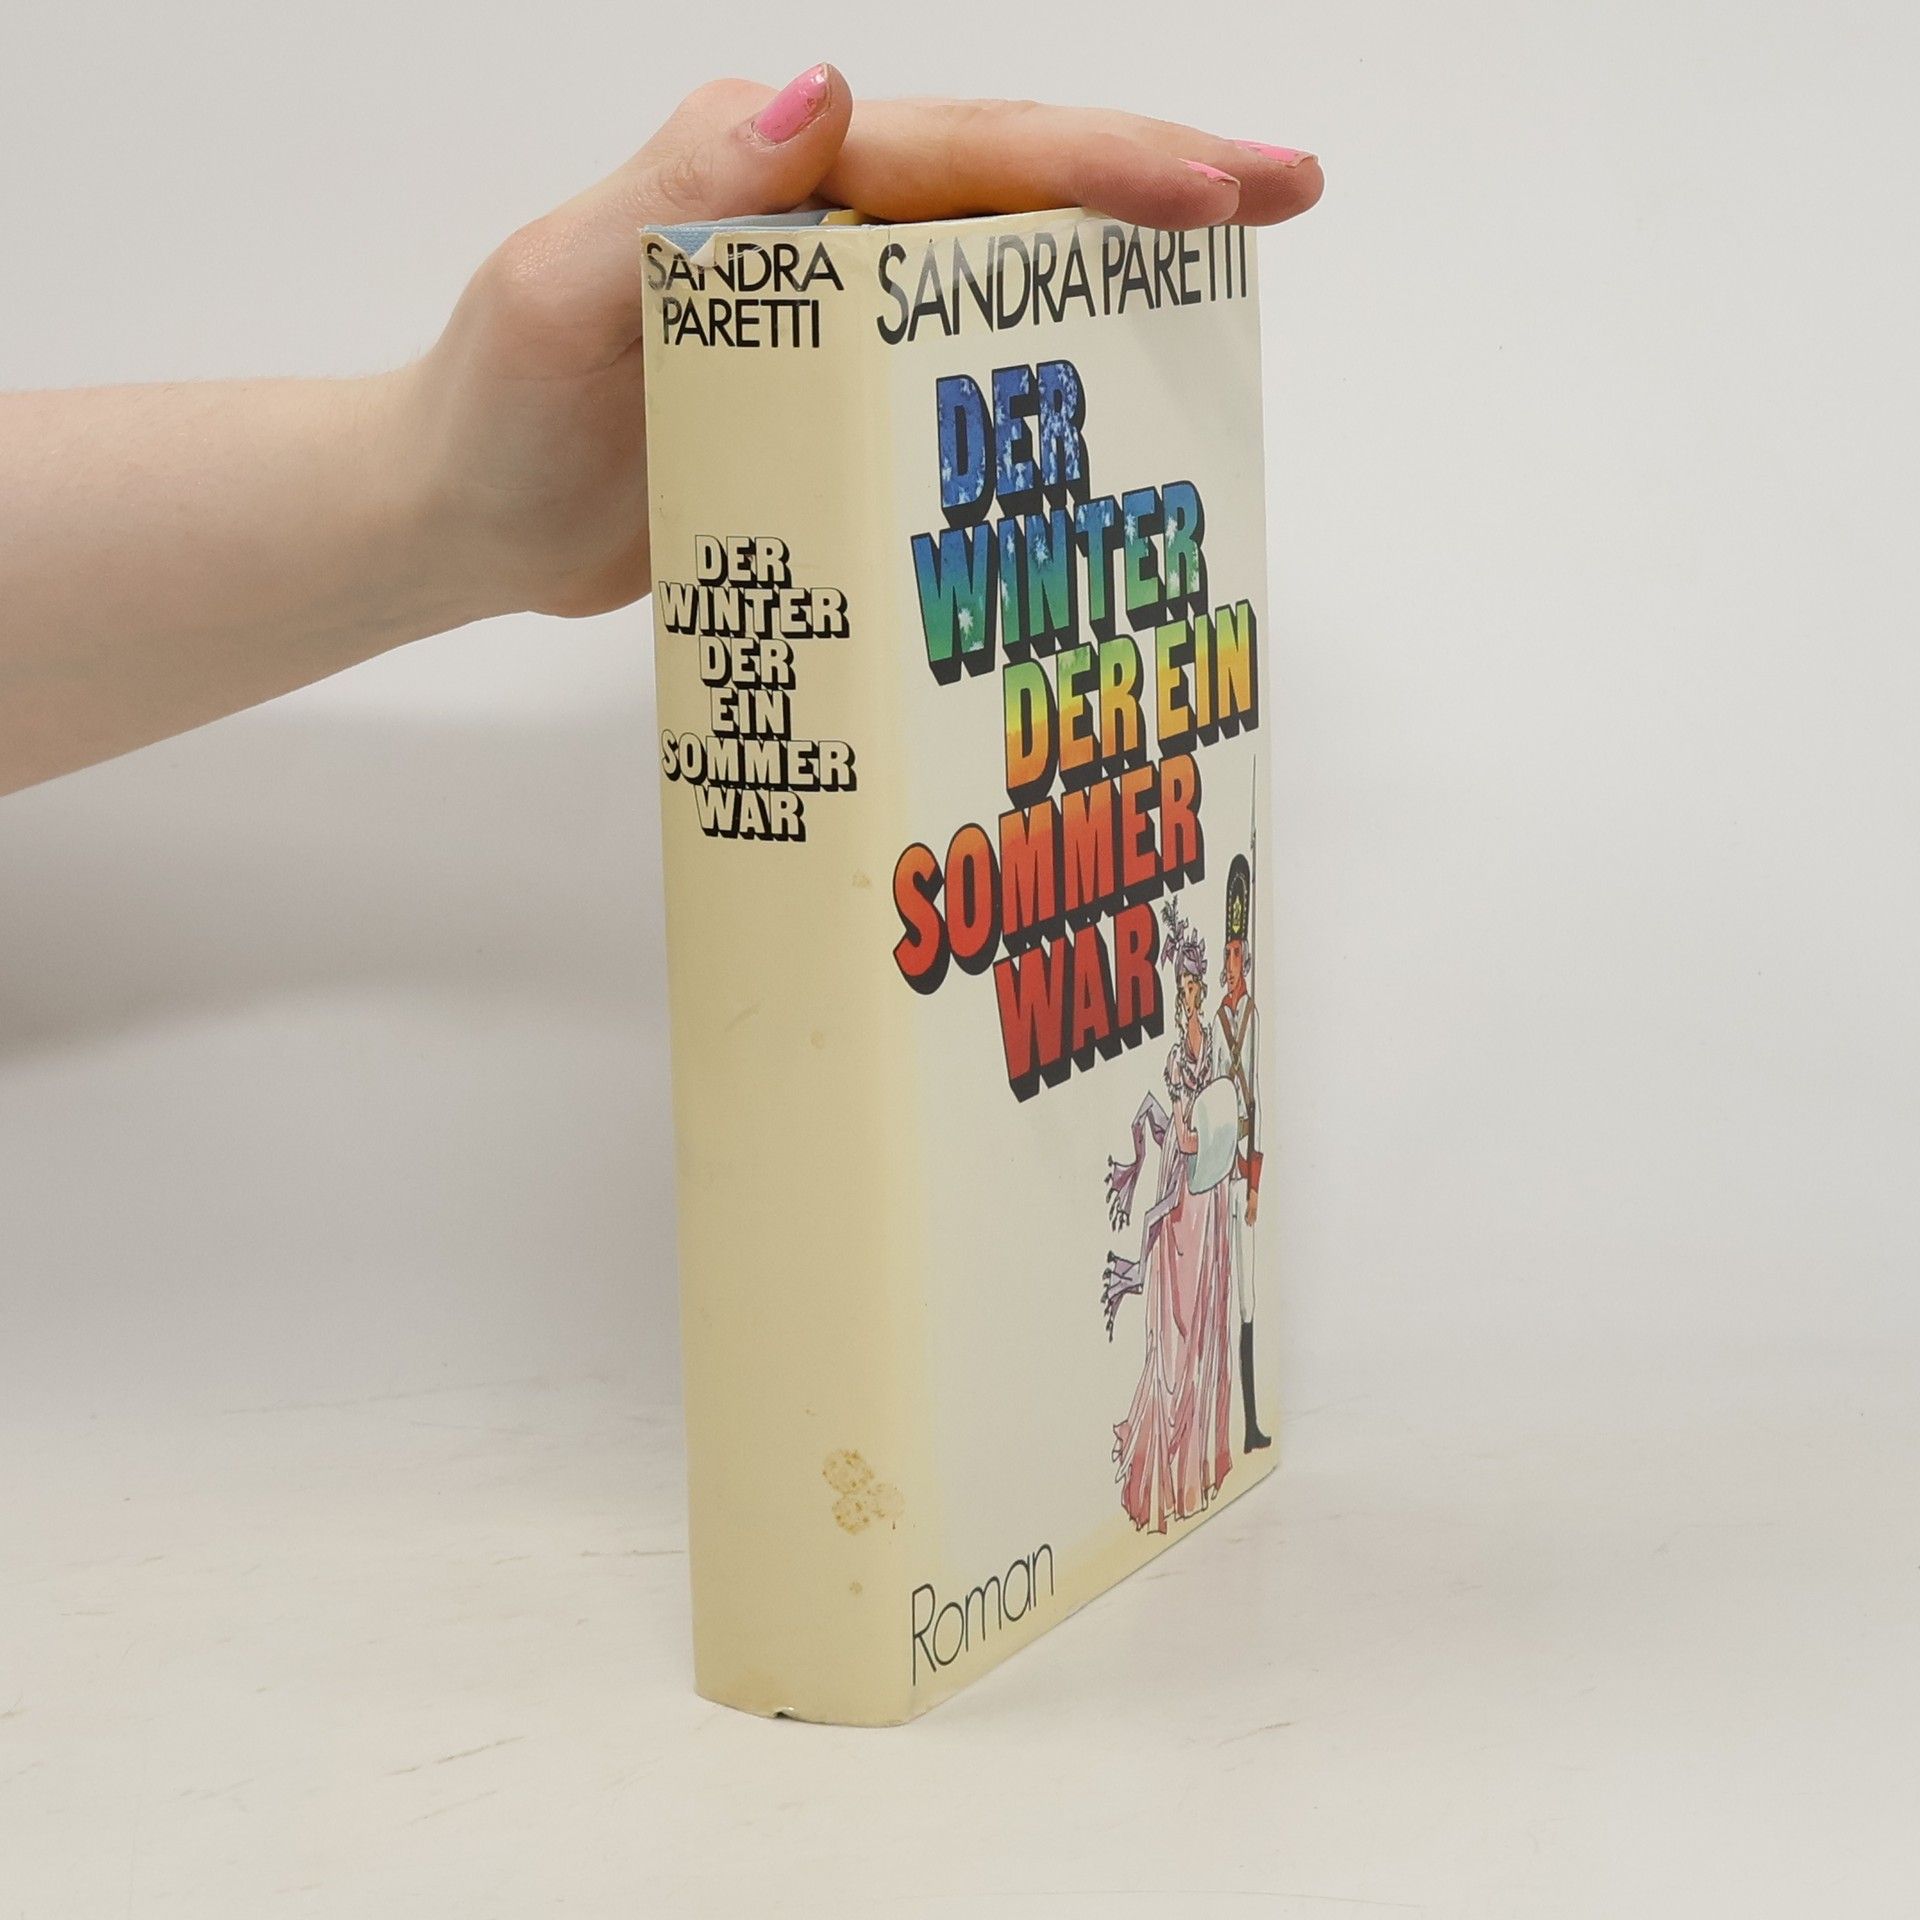 SANDRA
PARETTI
DER
WINTER
DER
EIN
SOMMER
WAR
SANDRA PARETTI
DER
WINTER
DER EIN
SOMMER
WAR
Roman